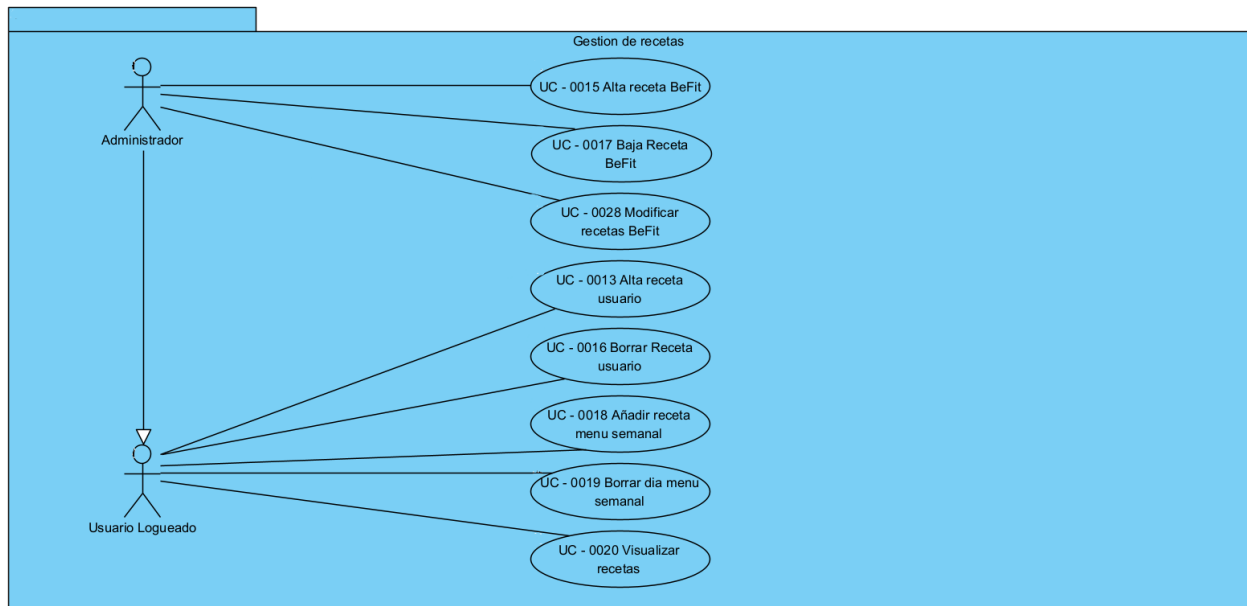 Gestion de recetas
UC - 0015 Alta receta BeFit
Administrador
UC - 0017 Baja Receta
BeFit
UC - 0028 Modificar
recetas BeFit
UC - 0013 Alta receta
usuario
UC - 0016 Borrar Receta
usuario
UC - 0018 Añadir receta
menu semanal
UC - 0019 Borrar dia menu
semanal
Usuario Logueado
UC - 0020 Visualizar
recetas